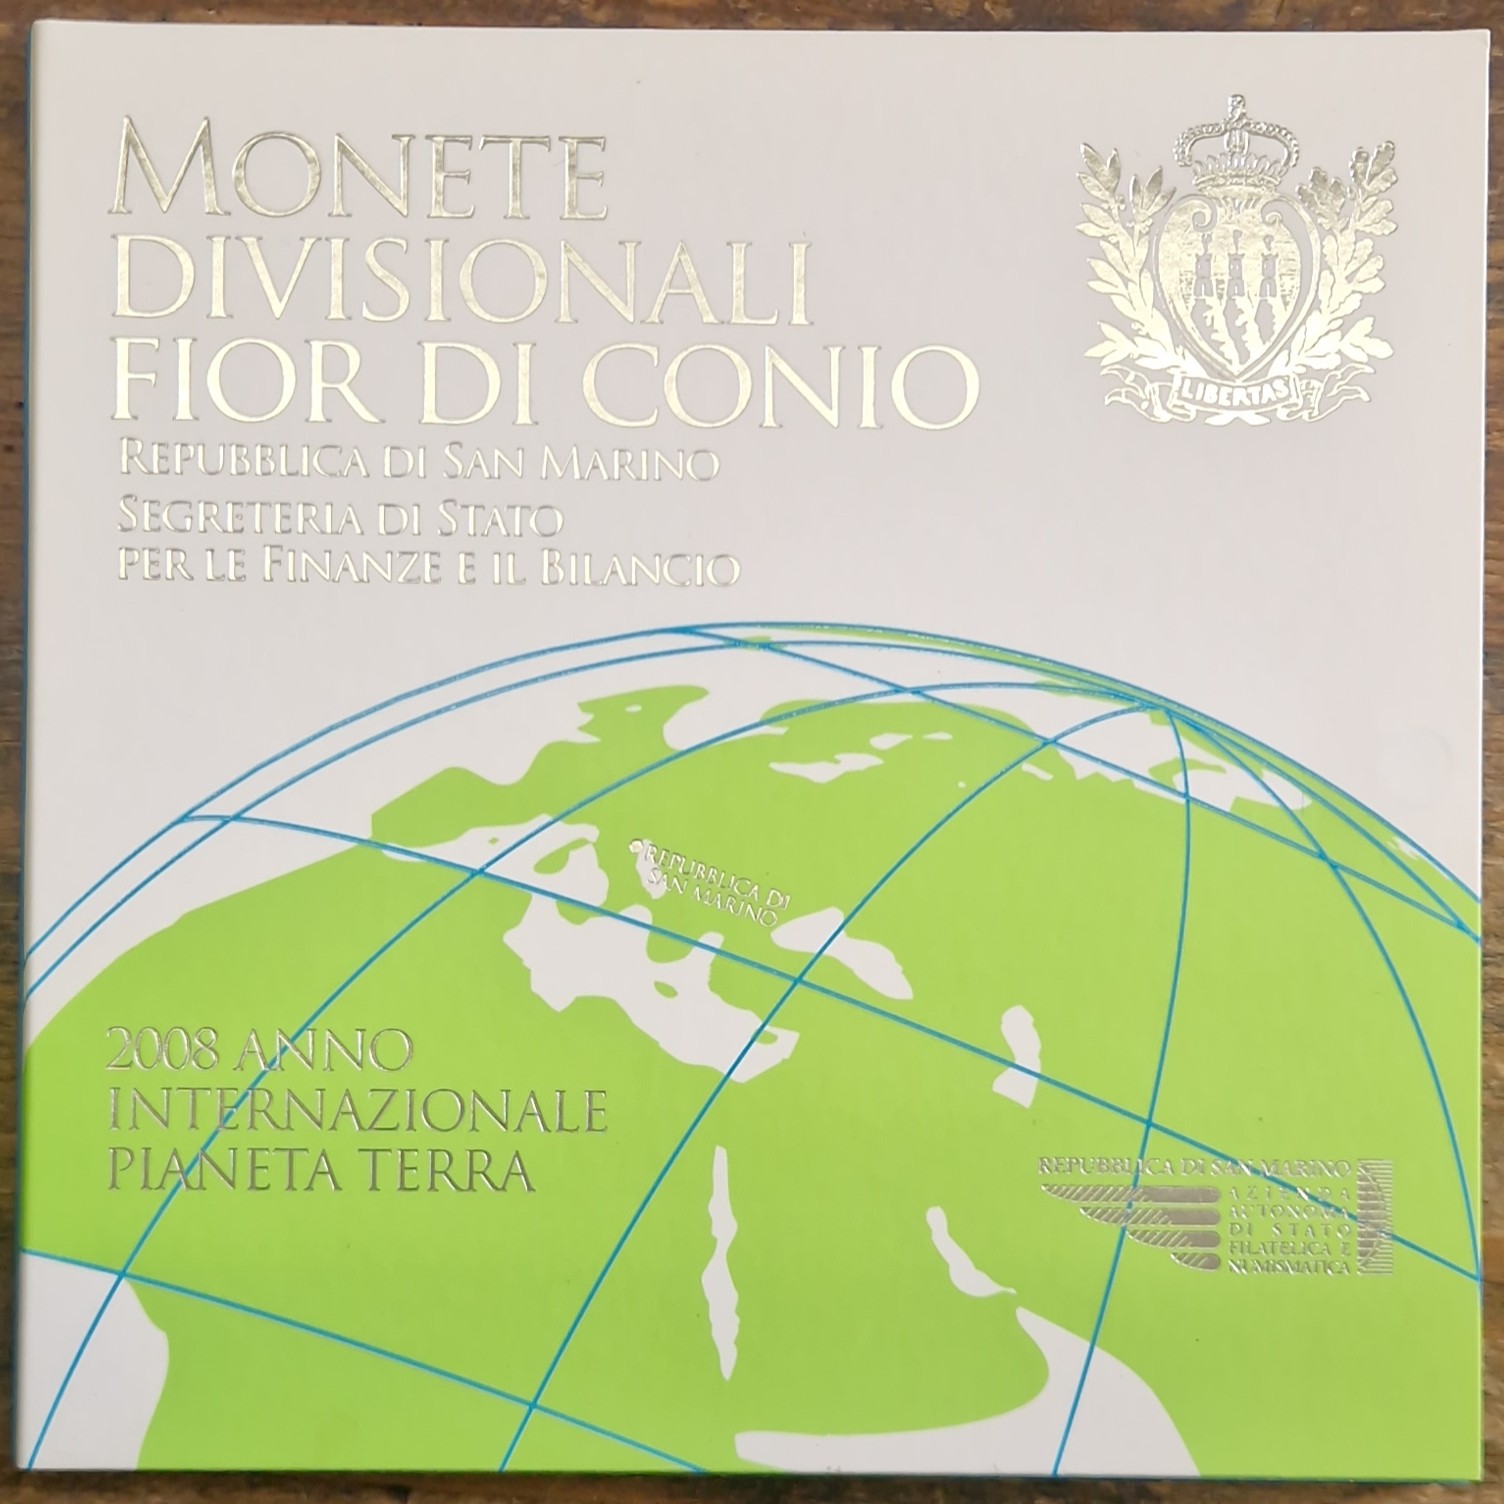 MONETE
DIVISIONALI
FIOR DI CONIO
REPUBBLICA DI SAN MARINO
SEGRETERIA DI STATO
PER LE FINANZE E IL BILANCIO
LIBERTAS
REPUBBLICA DI
SAN MARINO
2008 ANNO
INTERNAZIONALE
PIANETA TERRA
REPUBBLICA DI SAN MARINO
AZIENDA
AUTONOMA
DI STATO
FILATELICA E
NUMISMATICA